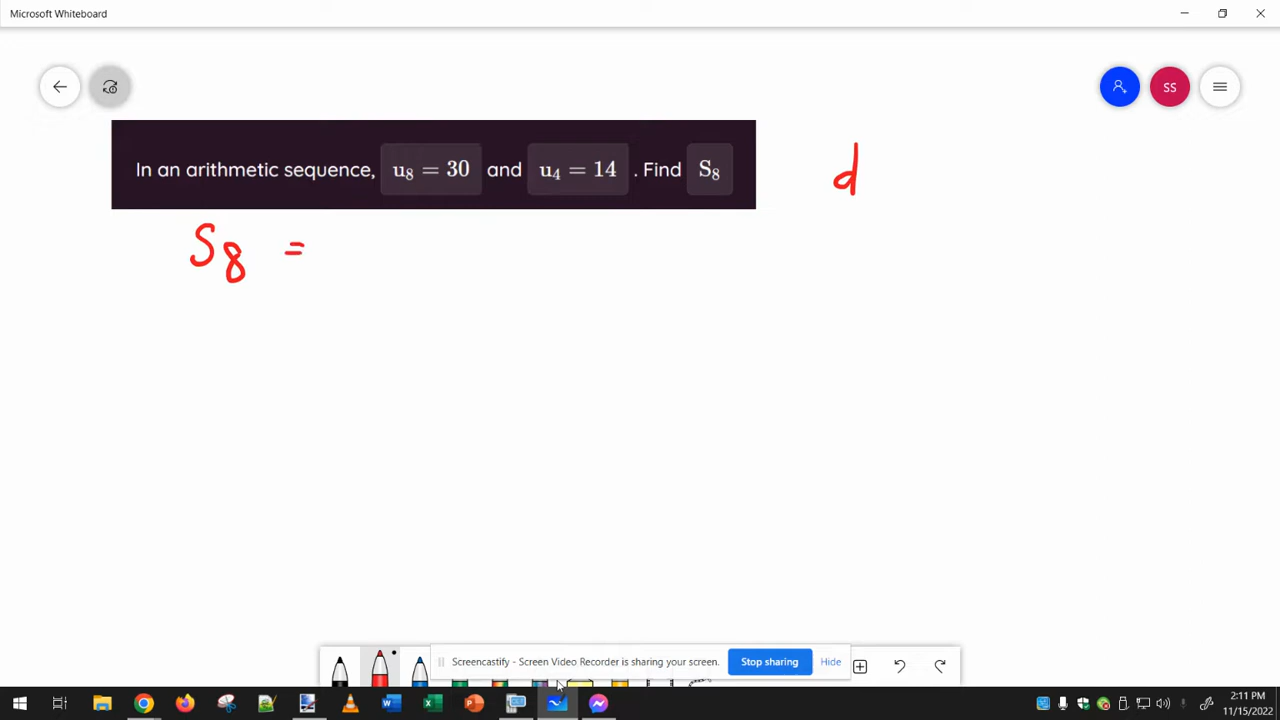 Microsoft Whiteboard
SS
In an arithmetic sequence, u₈ = 30 and u₄ = 14 . Find S₈
d
S₈ =
Screencastify - Screen Video Recorder is sharing your screen. Stop sharing Hide
2:11 PM
11/15/2022